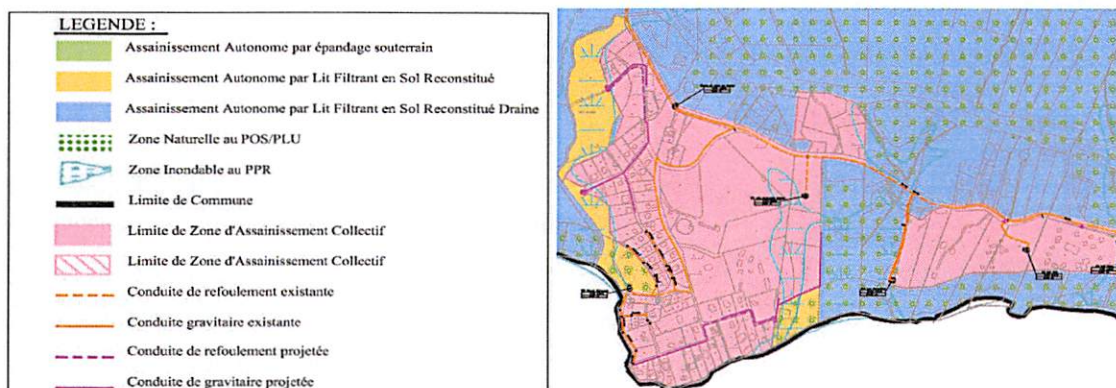 LEGENDE :
Assainissement Autonome par épandage souterrain
Assainissement Autonome par Lit Filtrant en Sol Reconstitué
Assainissement Autonome par Lit Filtrant en Sol Reconstitué Draine
Zone Naturelle au POS/PLU
Zone Inondable au PPR
Limite de Commune
Limite de Zone d'Assainissement Collectif
Limite de Zone d'Assainissement Collectif
Conduite de refoulement existante
Conduite gravitaire existante
Conduite de refoulement projetée
Conduite de gravitaire projetée